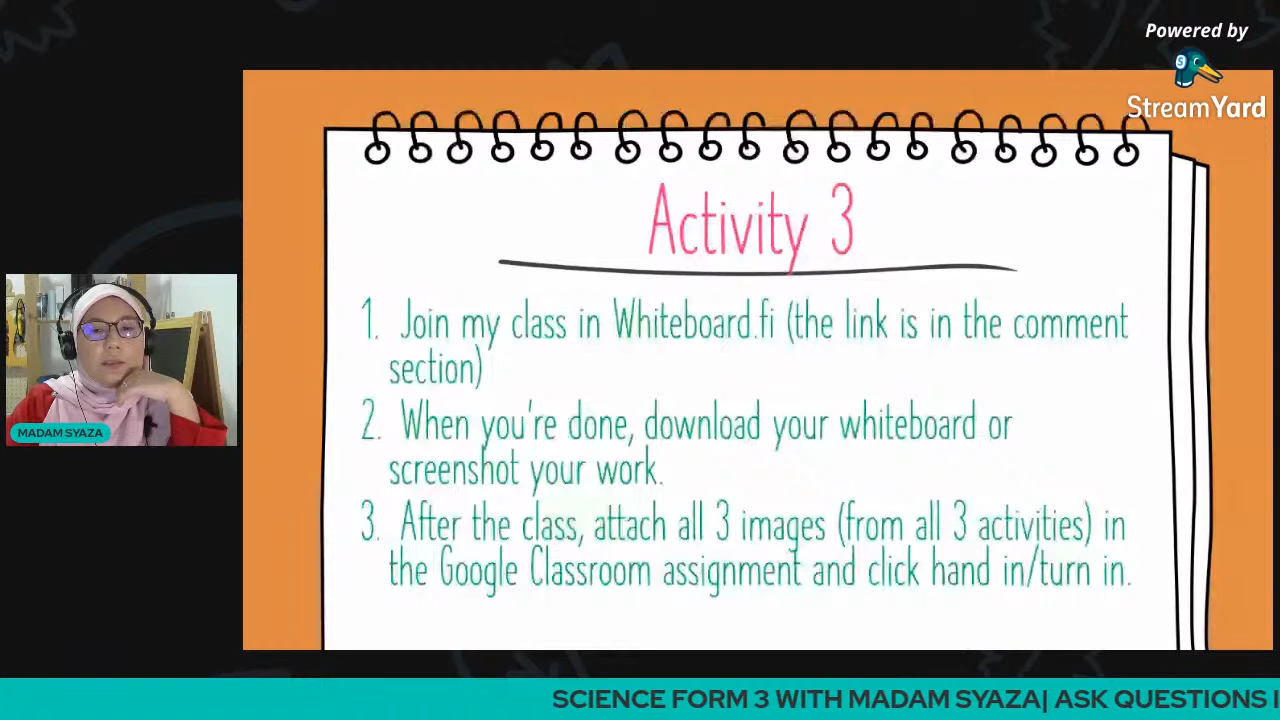 Powered by
StreamYard
Activity 3
1. Join my class in Whiteboard.fi (the link is in the comment
section)
2. When you're done, download your whiteboard or
screenshot your work.
3. After the class, attach all 3 images (from all 3 activities) in
the Google Classroom assignment and click hand in/turn in.
MADAM SYAZA
SCIENCE FORM 3 WITH MADAM SYAZA| ASK QUESTIONS